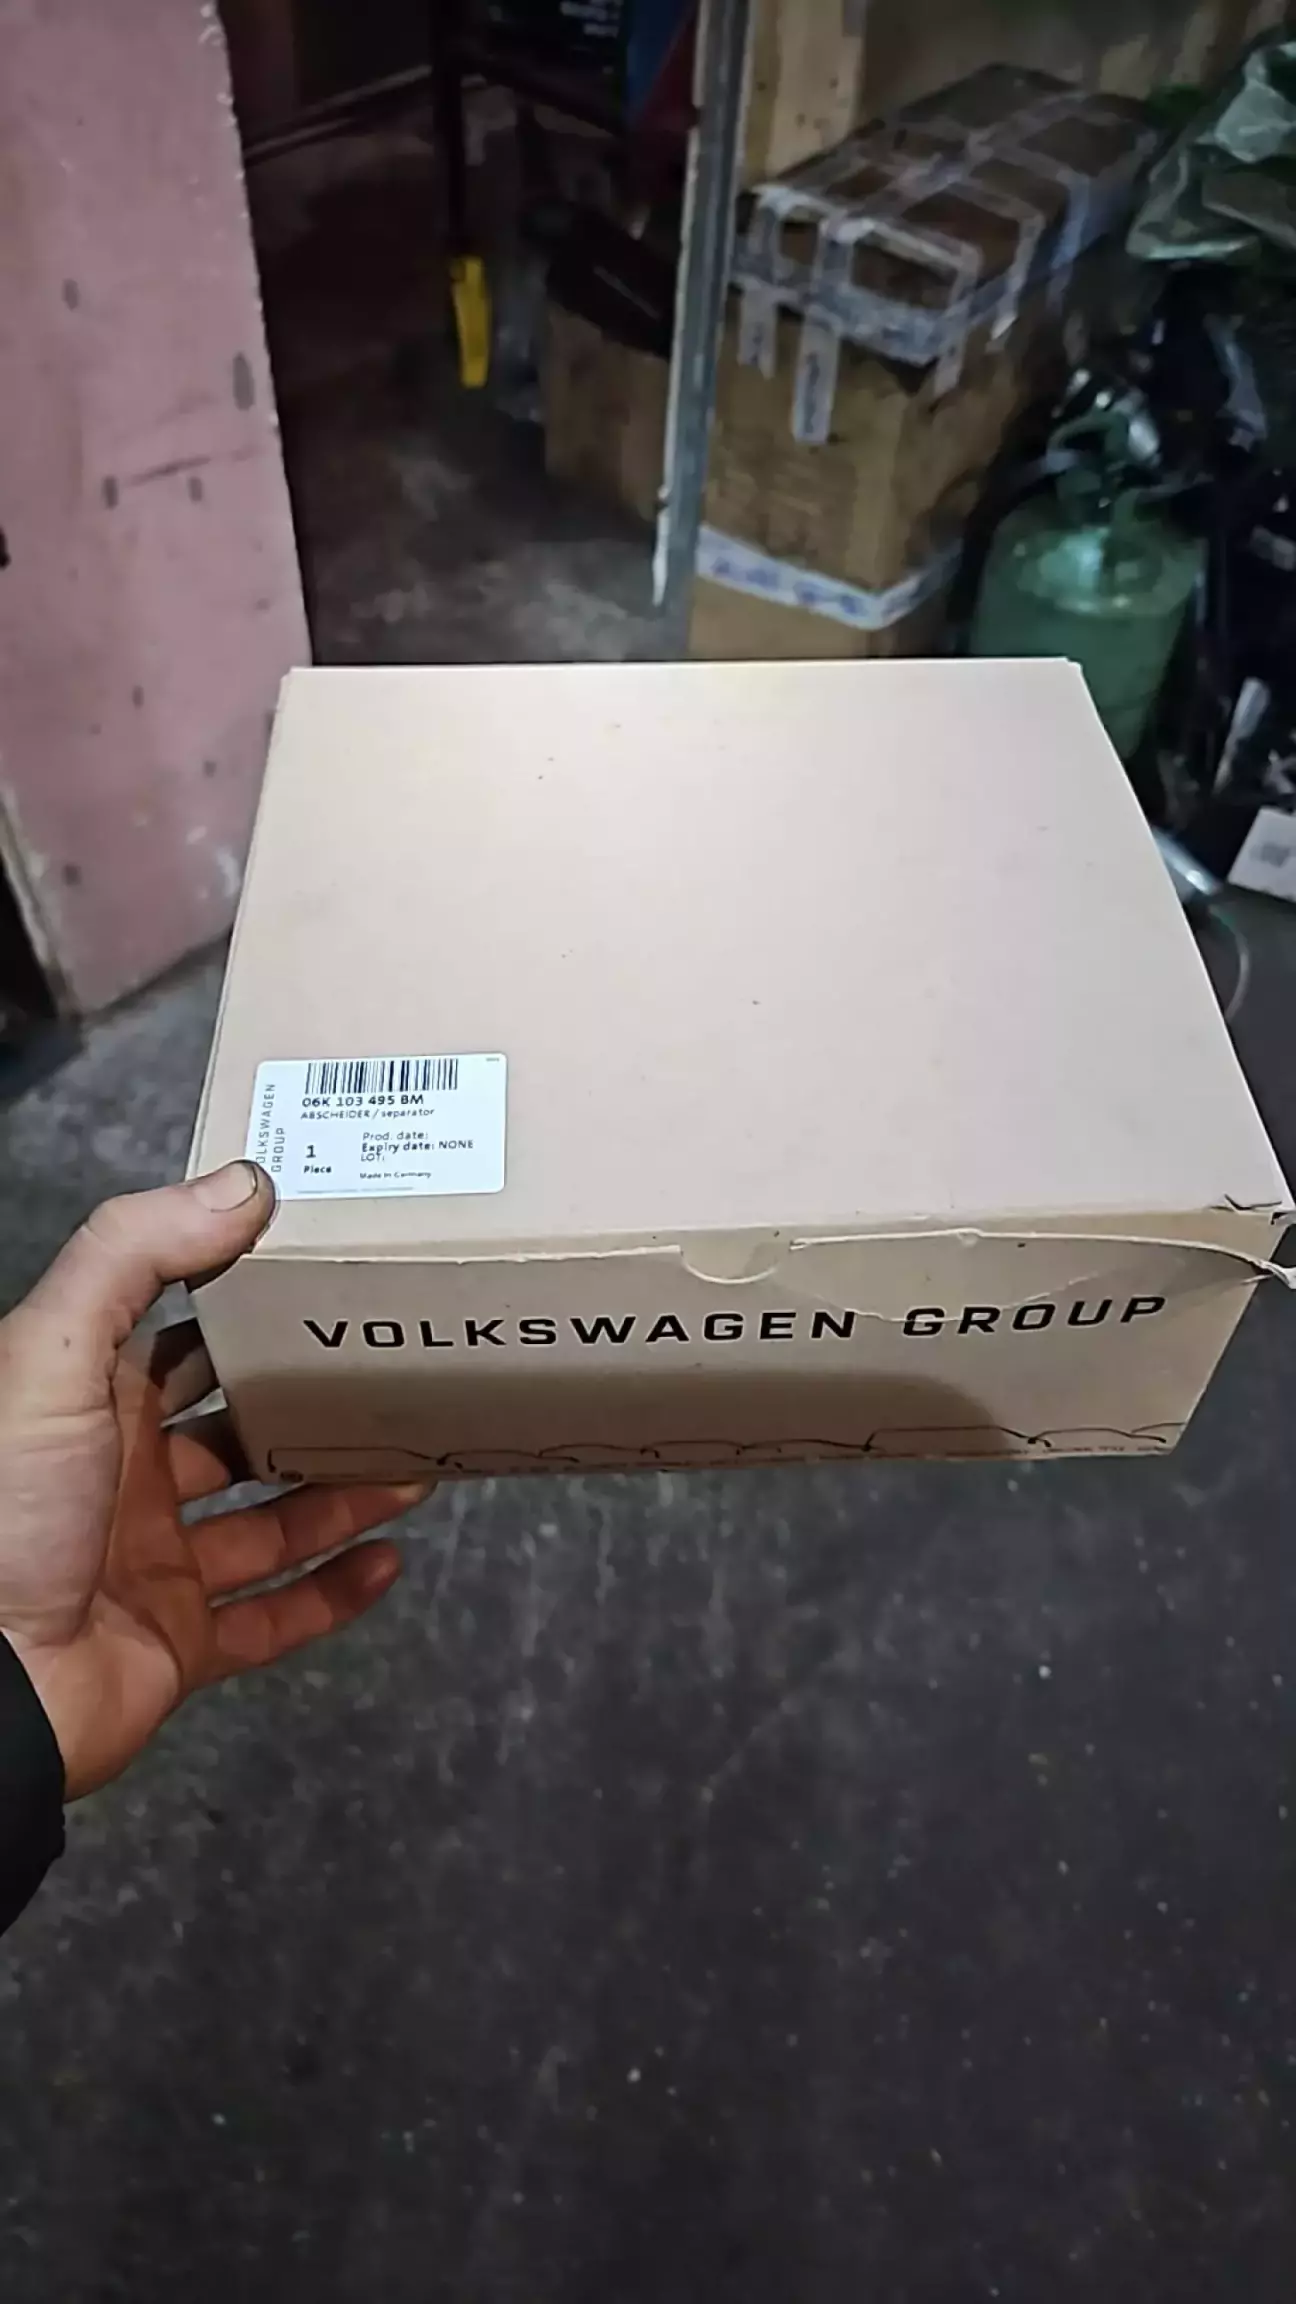 VOLKSWAGEN
GROUP
06K 103 495 BM
ABSCHEIDER / separator
1
Piece
Prod. date:
Expiry date: NONE
LOT:
Made in Germany
VOLKSWAGEN GROUP